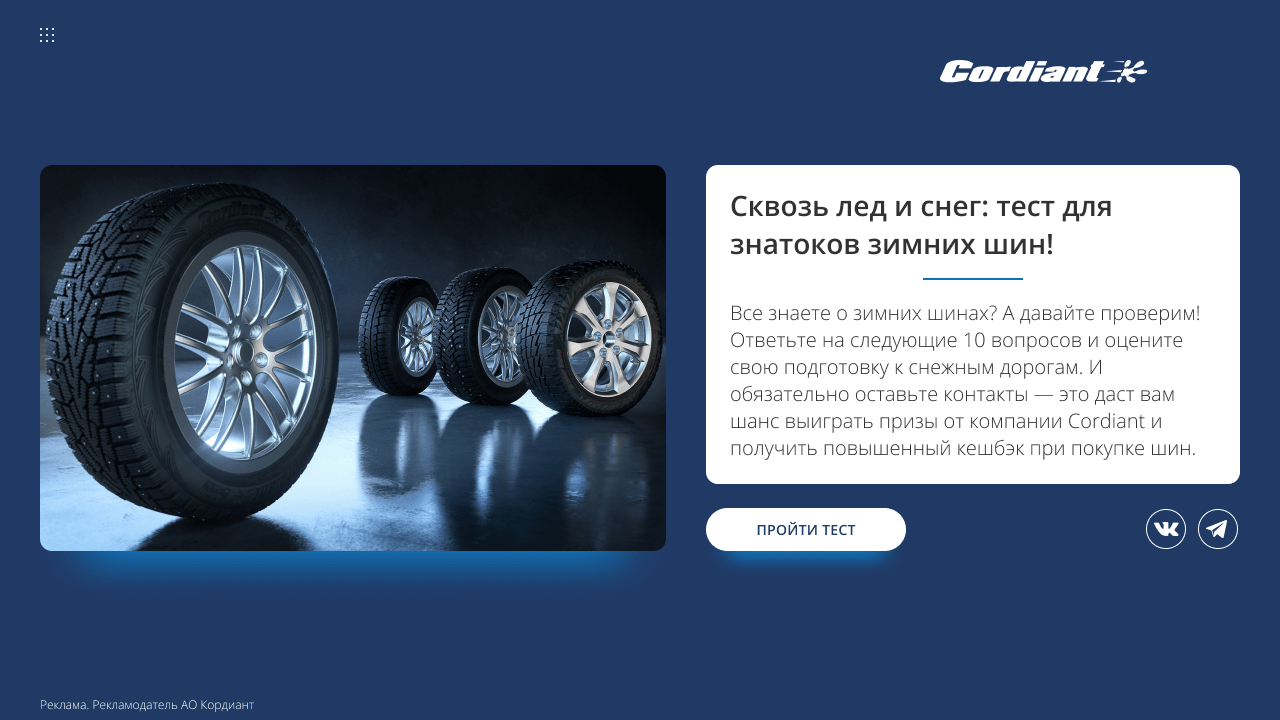 Cordiant
Cordiant
Сквозь лед и снег: тест для
знатоков зимних шин!
Все знаете о зимних шинах? А давайте проверим!
Ответьте на следующие 10 вопросов и оцените
свою подготовку к снежным дорогам. И
обязательно оставьте контакты — это даст вам
шанс выиграть призы от компании Cordiant и
получить повышенный кешбэк при покупке шин.
ПРОЙТИ ТЕСТ
Реклама. Рекламодатель АО Кордиант